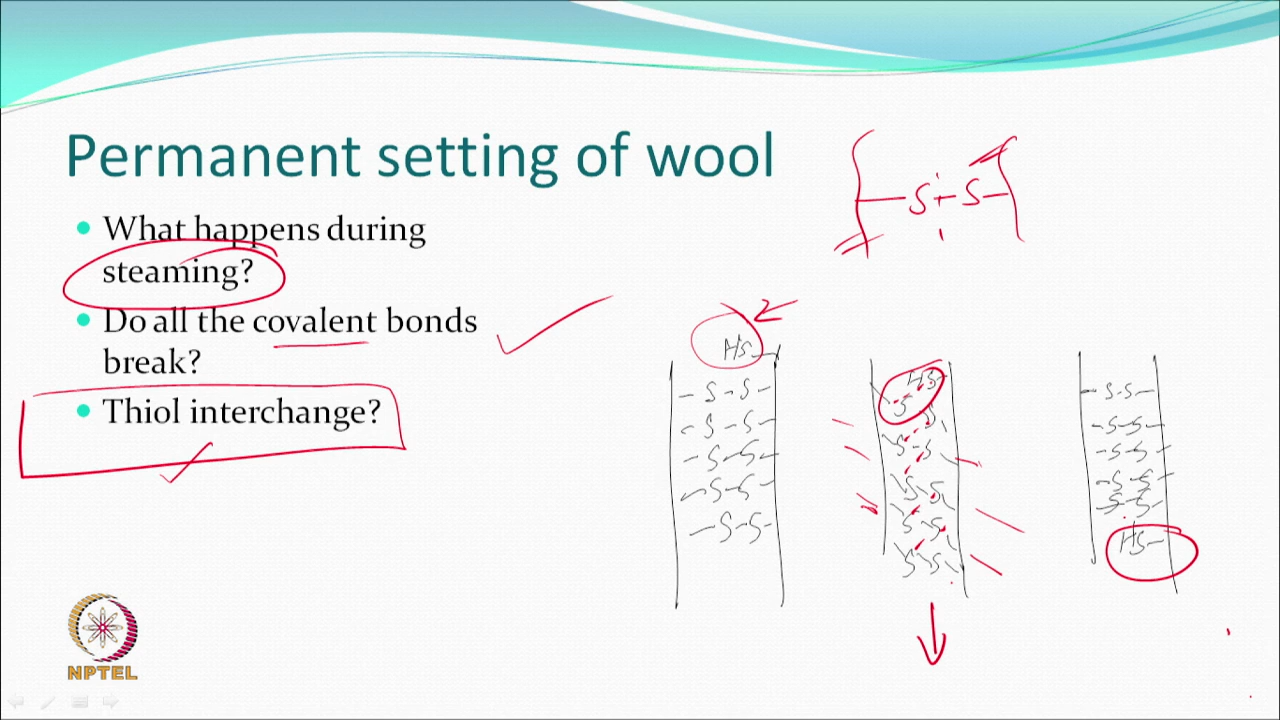 Permanent setting of wool
What happens during
steaming?
Do all the covalent bonds
break?
Thiol interchange?
S S
HS
S-S
S-S
S-S
S-S
S-S
HS
S
S
S-S
S-S
S-S
S-S
S-S
S-S
S-S
S-S
S-S
HS
NPTEL